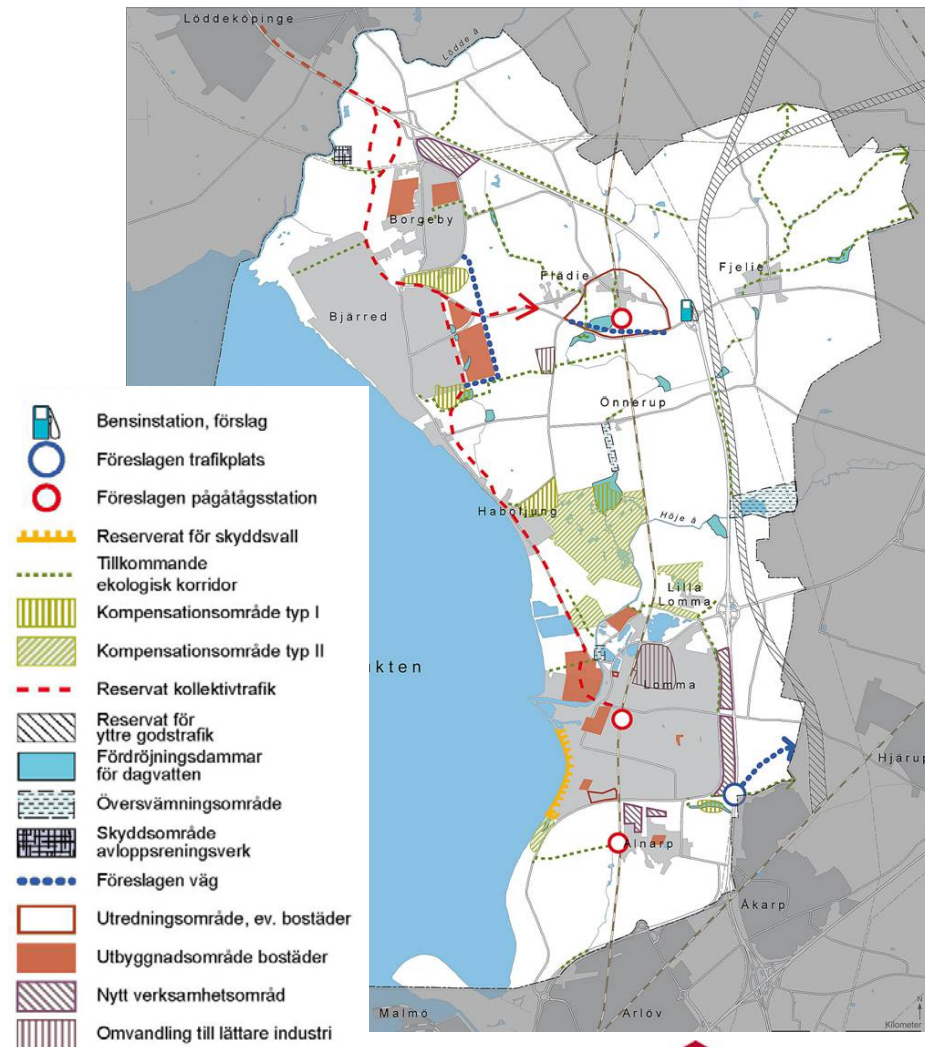 Löddeköpinge
Lödde å
Borgeby
Flädie
Fjelie
Bjärred
Önnerup
Habo ljung
Höje å
Lilla
Lomma
ukten
Lomma
Hjärup
Alnarp
Åkarp
Malmö
Arlöv
N
Kilometer
Bensinstation, förslag
Föreslagen trafikplats
Föreslagen pågatågsstation
Reserverat för skyddsvall
Tillkommande
ekologisk korridor
Kompensationsområde typ I
Kompensationsområde typ II
Reservat kollektivtrafik
Reservat för
yttre godstrafik
Fördröjningsdammar
för dagvatten
Översvämningsområde
Skyddsområde
avloppsreningsverk
Föreslagen väg
Utredningsområde, ev. bostäder
Utbyggnadsområde bostäder
Nytt verksamhetsområd
Omvandling till lättare industri